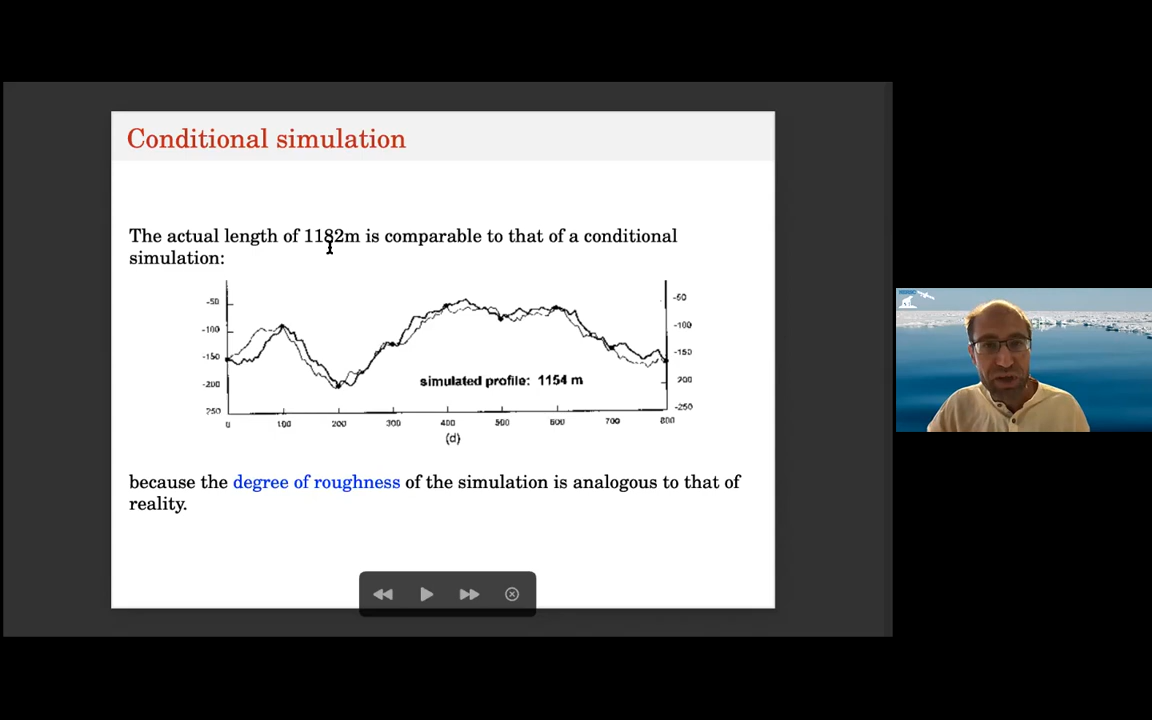 Conditional simulation
The actual length of 1182m is comparable to that of a conditional
simulation:
-50 -50
-100 -100
-150 -150
-200 200
250 -250
simulated profile: 1154 m
0 100 200 300 400 500 600 700 800
(d)
because the degree of roughness of the simulation is analogous to that of
reality.